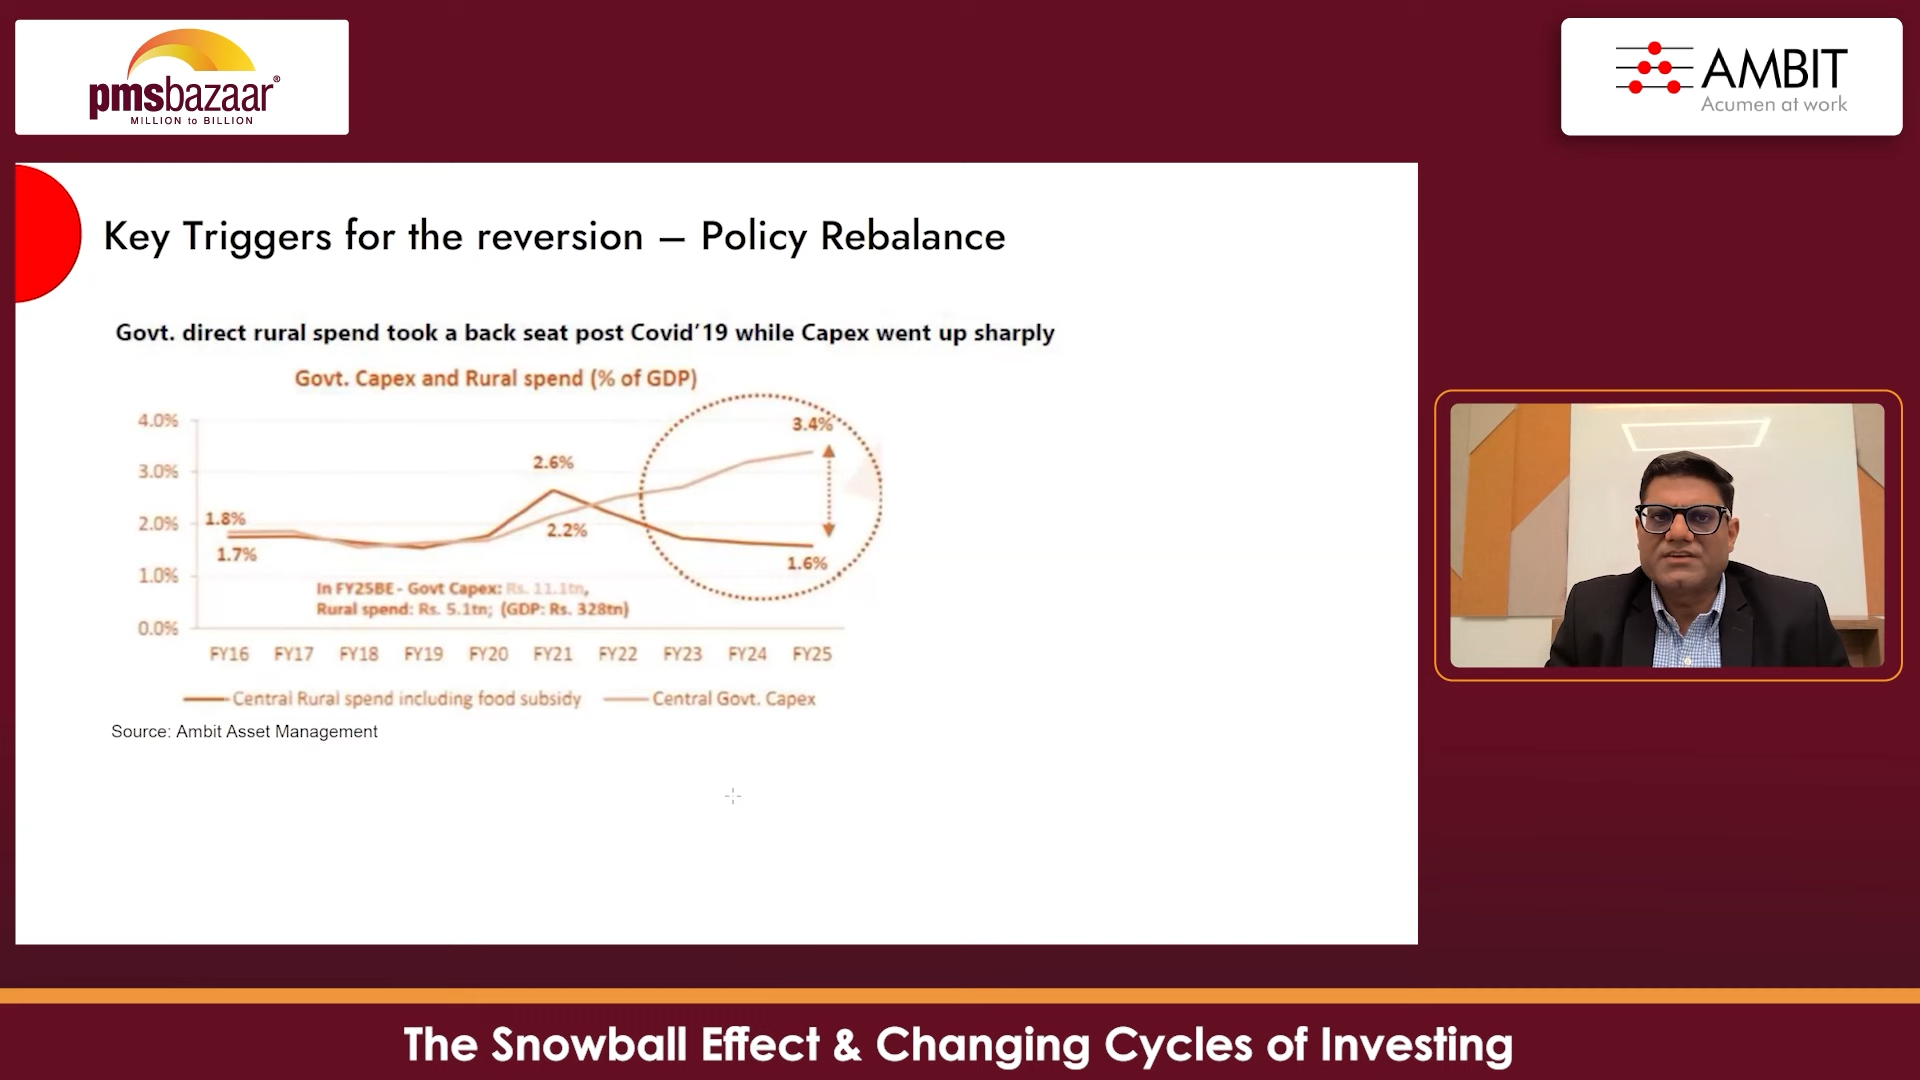 pmsbazaar®
MILLION to BILLION
AMBIT
Acumen at work
Key Triggers for the reversion – Policy Rebalance
Govt. direct rural spend took a back seat post Covid'19 while Capex went up sharply
Govt. Capex and Rural spend (% of GDP)
4.0%
3.0%
2.0%
1.0%
0.0%
1.8%
1.7%
2.6%
2.2%
3.4%
1.6%
In FY25BE - Govt Capex: Rs. 11.1tn,
Rural spend: Rs. 5.1tn; (GDP: Rs. 328tn)
FY16 FY17 FY18 FY19 FY20 FY21 FY22 FY23 FY24 FY25
Central Rural spend including food subsidy Central Govt. Capex
Source: Ambit Asset Management
The Snowball Effect & Changing Cycles of Investing